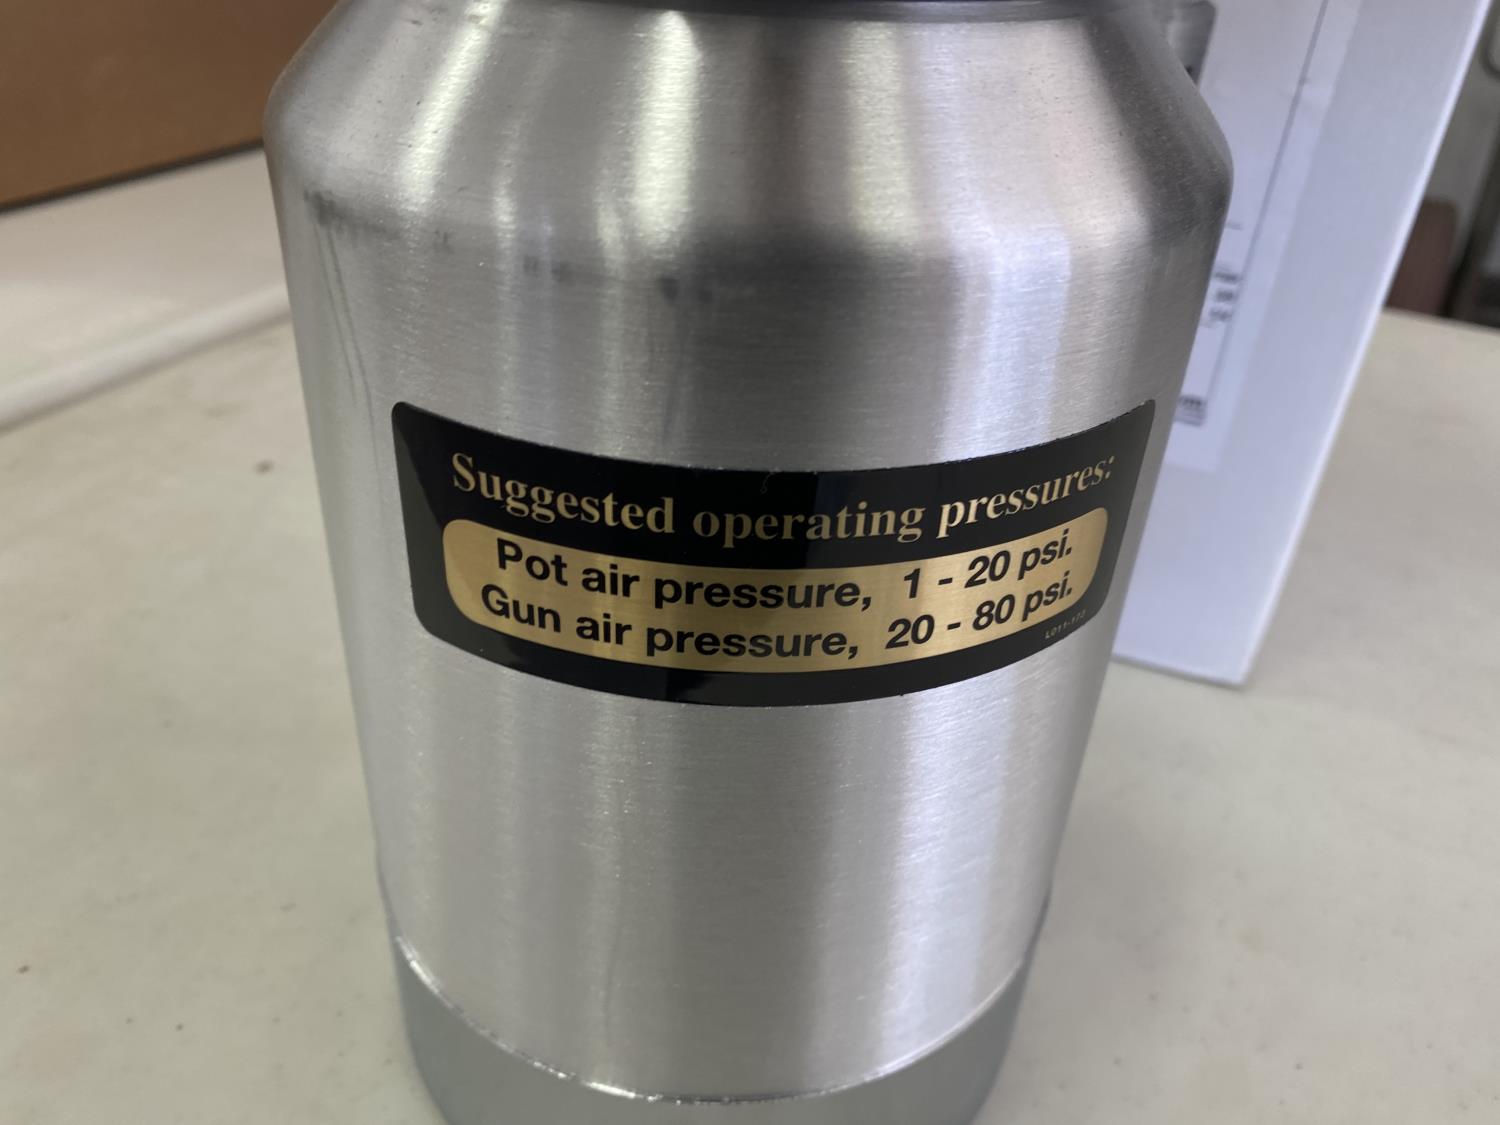 Suggested operating pressures:
Pot air pressure, 1 - 20 psi.
Gun air pressure, 20 - 80 psi.